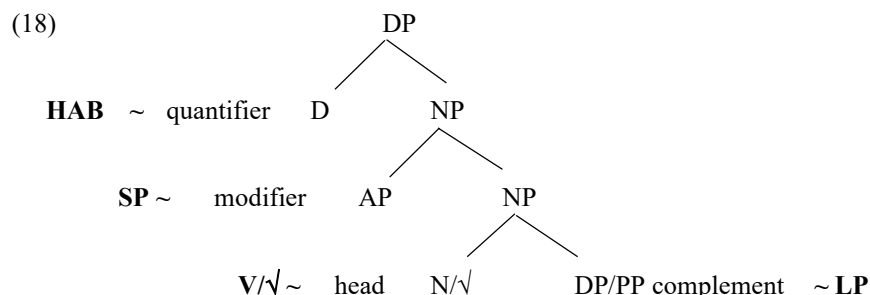 (18) DP
HAB ~ quantifier D NP
SP ~ modifier AP NP
V/√ ~ head N/√ DP/PP complement ~ LP